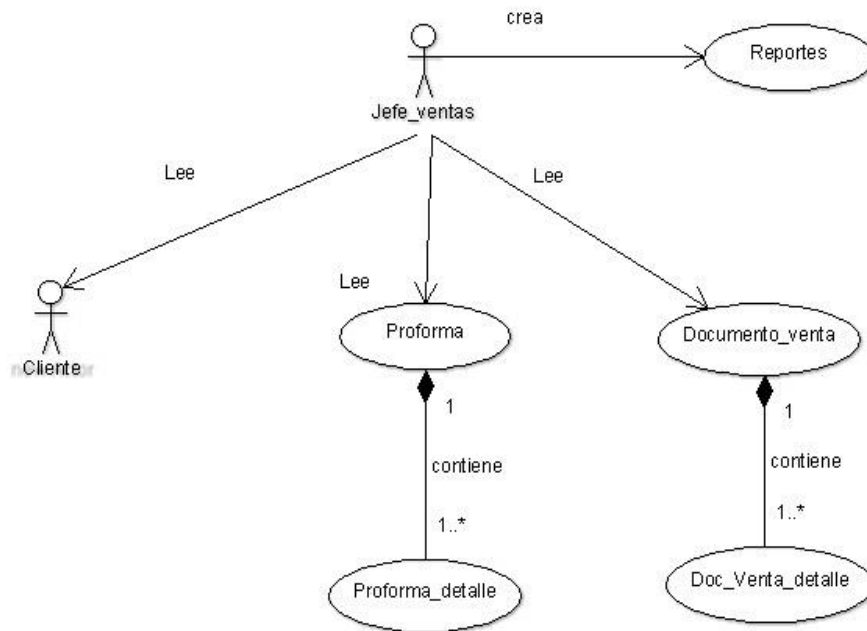 crea
Reportes
Jefe_ventas
Lee
Lee
Lee
Proforma
Documento_venta
Cliente
1
1
contiene
contiene
1..*
1..*
Proforma_detalle
Doc_Venta_detalle